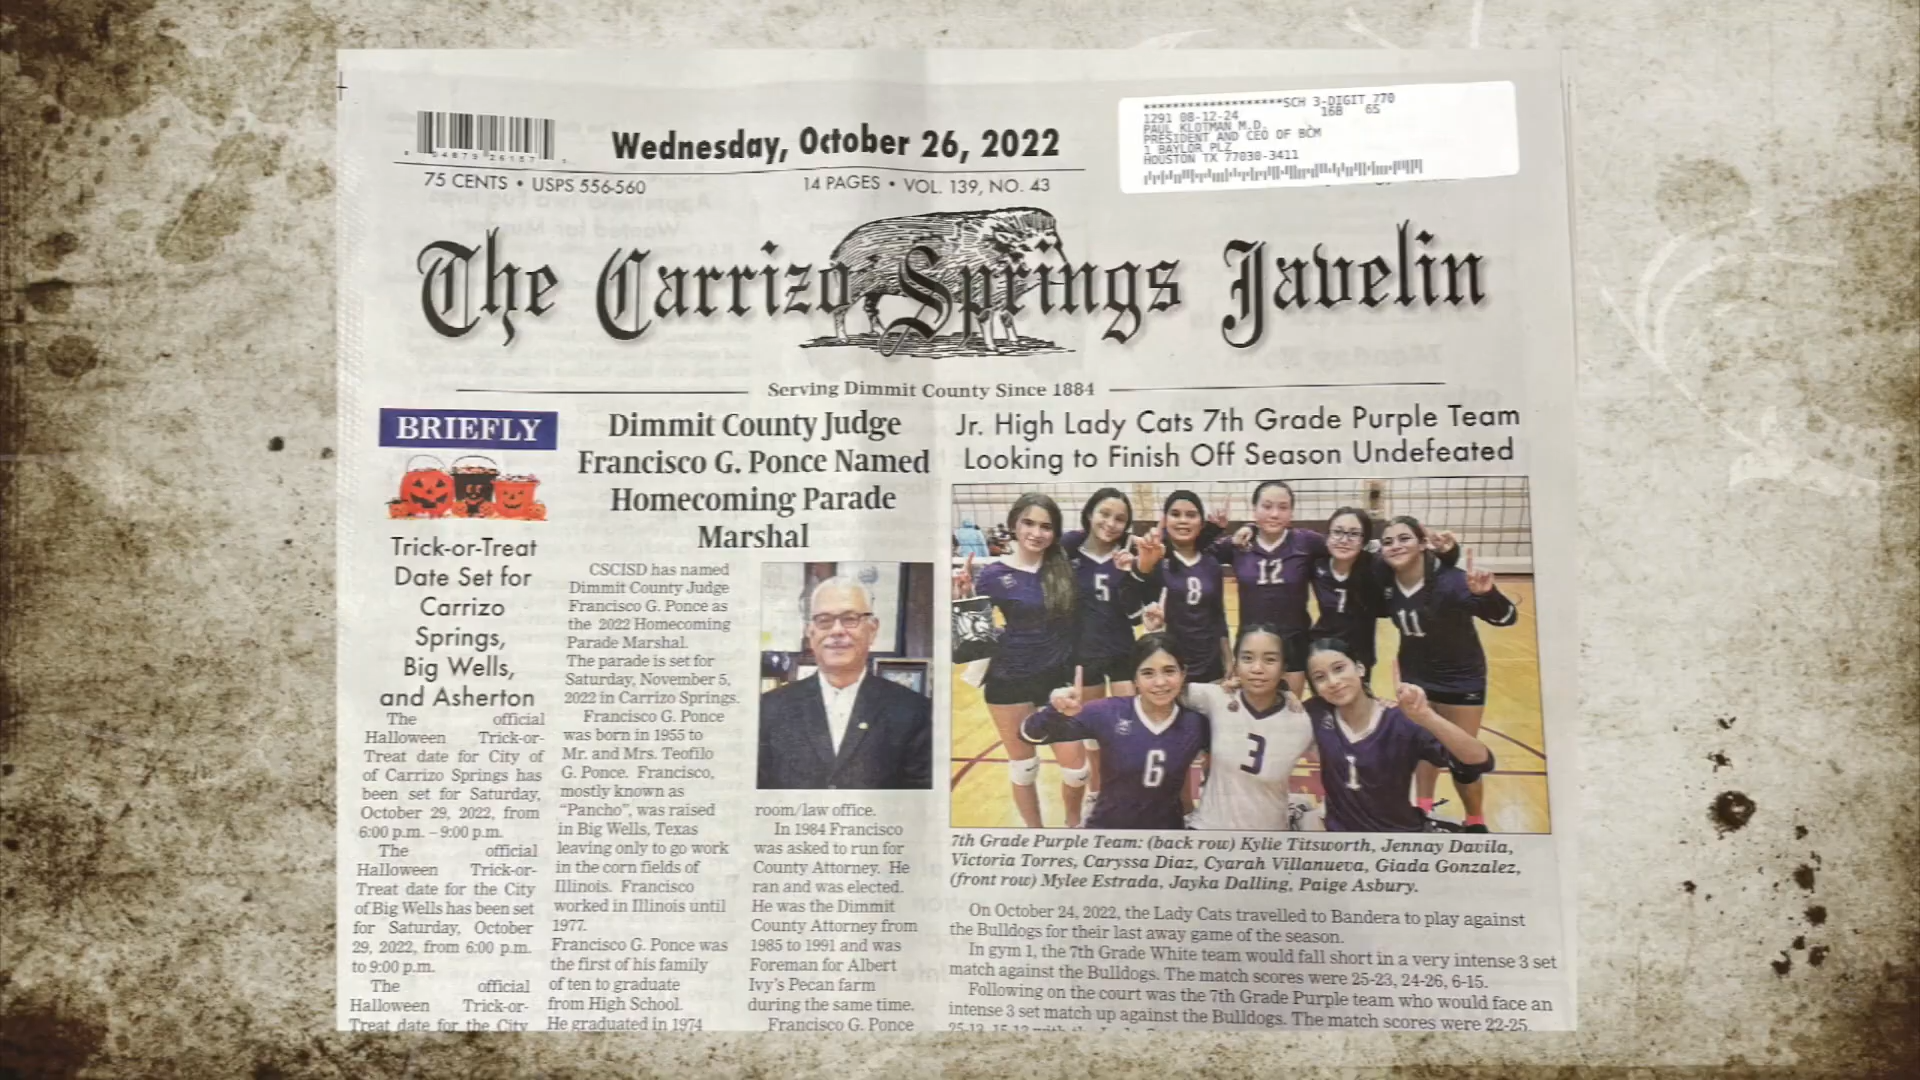 Wednesday, October 26, 2022
75 CENTS • USPS 556-560
14 PAGES • VOL. 139, NO. 43
*******************SCH 3-DIGIT 770
1291 08-12-24 168 65
PAUL KLOTMAN M.D.
PRESIDENT AND CEO OF BCM
1 BAYLOR PLZ
HOUSTON TX 77030-3411
The Carrizo Springs Javelin
Serving Dimmit County Since 1884
BRIEFLY
Trick-or-Treat
Date Set for
Carrizo
Springs,
Big Wells,
and Asherton
The official
Halloween Trick-or-
Treat date for City of
of Carrizo Springs has
been set for Saturday,
October 29, 2022, from
6:00 p.m. – 9:00 p.m.
The official
Halloween Trick-or-
Treat date for the City
of Big Wells has been set
for Saturday, October
29, 2022, from 6:00 p.m.
to 9:00 p.m.
The official
Halloween Trick-or-
Treat date for the City
Dimmit County Judge
Francisco G. Ponce Named
Homecoming Parade
Marshal
CSCISD has named
Dimmit County Judge
Francisco G. Ponce as
the 2022 Homecoming
Parade Marshal.
The parade is set for
Saturday, November 5,
2022 in Carrizo Springs.
Francisco G. Ponce
was born in 1955 to
Mr. and Mrs. Teofilo
G. Ponce. Francisco,
mostly known as
"Pancho", was raised
in Big Wells, Texas
leaving only to go work
in the corn fields of
Illinois. Francisco
worked in Illinois until
1977.
Francisco G. Ponce was
the first of his family
of ten to graduate
from High School.
He graduated in 1974
room/law office.
In 1984 Francisco
was asked to run for
County Attorney. He
ran and was elected.
He was the Dimmit
County Attorney from
1985 to 1991 and was
Foreman for Albert
Ivy's Pecan farm
during the same time.
Francisco G. Ponce
Jr. High Lady Cats 7th Grade Purple Team
Looking to Finish Off Season Undefeated
5
8
12
7
11
6
3
1
7th Grade Purple Team: (back row) Kylie Titsworth, Jennay Davila,
Victoria Torres, Caryssa Diaz, Cyarah Villanueva, Giada Gonzalez,
(front row) Mylee Estrada, Jayka Dalling, Paige Asbury.
On October 24, 2022, the Lady Cats travelled to Bandera to play against
the Bulldogs for their last away game of the season.
In gym 1, the 7th Grade White team would fall short in a very intense 3 set
match against the Bulldogs. The match scores were 25-23, 24-26, 6-15.
Following on the court was the 7th Grade Purple team who would face an
intense 3 set match up against the Bulldogs. The match scores were 22-25,